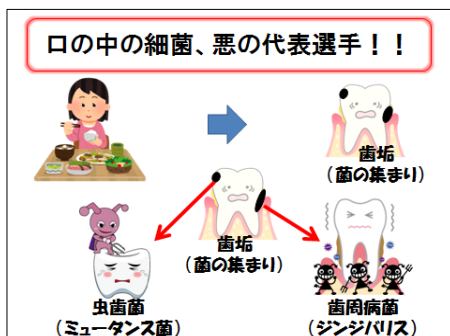 口の中の細菌、悪の代表選手！！
歯垢
（菌の集まり）
歯垢
（菌の集まり）
虫歯菌
（ミュータンス菌）
歯周病菌
（ジンジバリス）